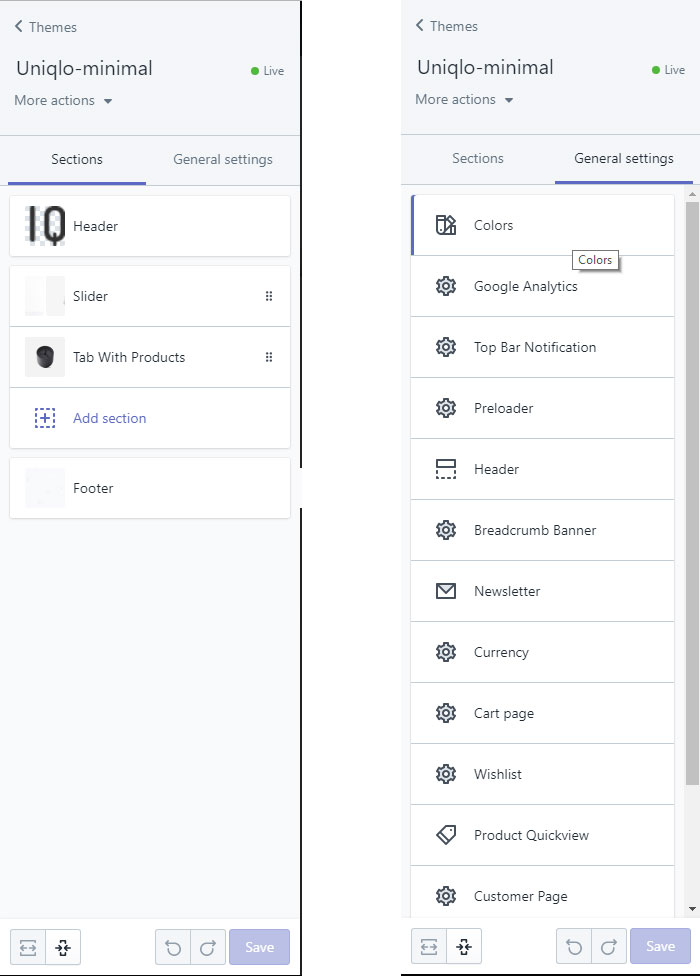 Themes
Uniqlo-minimal
Live
More actions
Sections General settings
IQ Header
Slider
Tab With Products
Add section
Footer
Save
Themes
Uniqlo-minimal
Live
More actions
Sections General settings
Colors
Colors
Google Analytics
Top Bar Notification
Preloader
Header
Breadcrumb Banner
Newsletter
Currency
Cart page
Wishlist
Product Quickview
Customer Page
Save